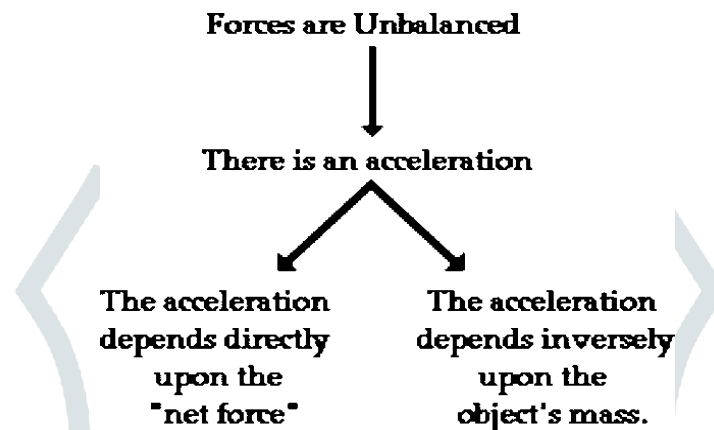 Forces are Unbalanced
There is an acceleration
The acceleration
depends directly
upon the
"net force"
The acceleration
depends inversely
upon the
object's mass.